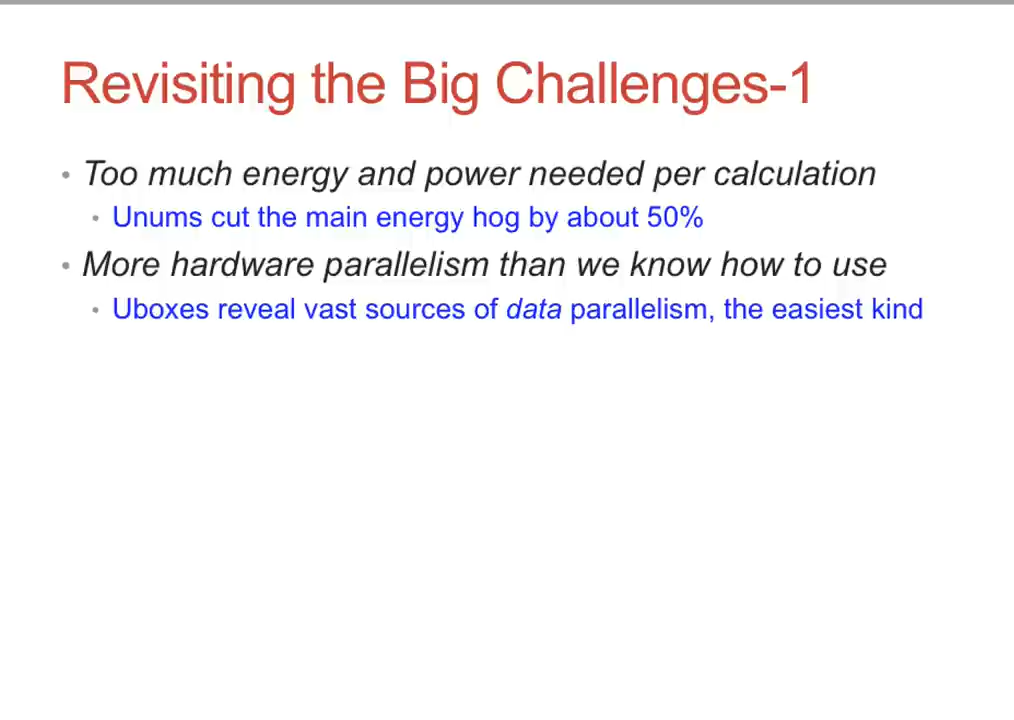 Revisiting the Big Challenges-1
• Too much energy and power needed per calculation
• Unums cut the main energy hog by about 50%
• More hardware parallelism than we know how to use
• Uboxes reveal vast sources of data parallelism, the easiest kind